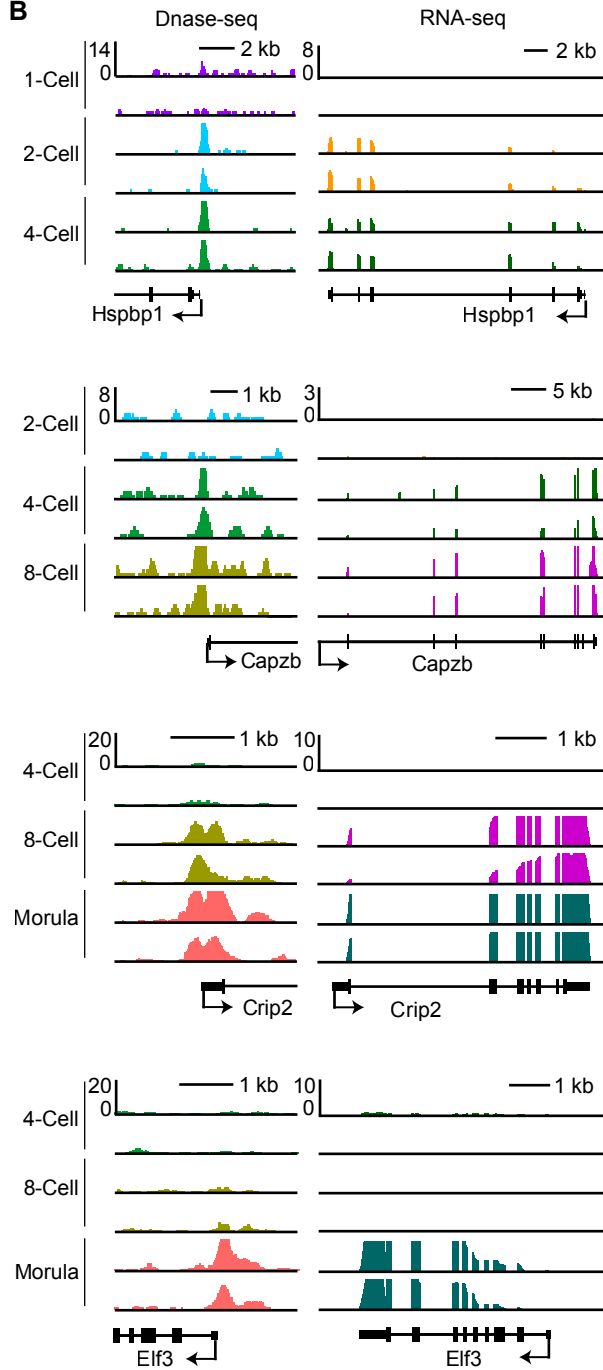 B
Dnase-seq RNA-seq
14 2 kb 8 2 kb
0 0
1-Cell
2-Cell
4-Cell
Hspbp1 Hspbp1
8 1 kb 3 5 kb
0 0
2-Cell
4-Cell
8-Cell
Capzb Capzb
20 1 kb 10 1 kb
0 0
4-Cell
8-Cell
Morula
Crip2 Crip2
20 1 kb 10 1 kb
0 0
4-Cell
8-Cell
Morula
Elf3 Elf3